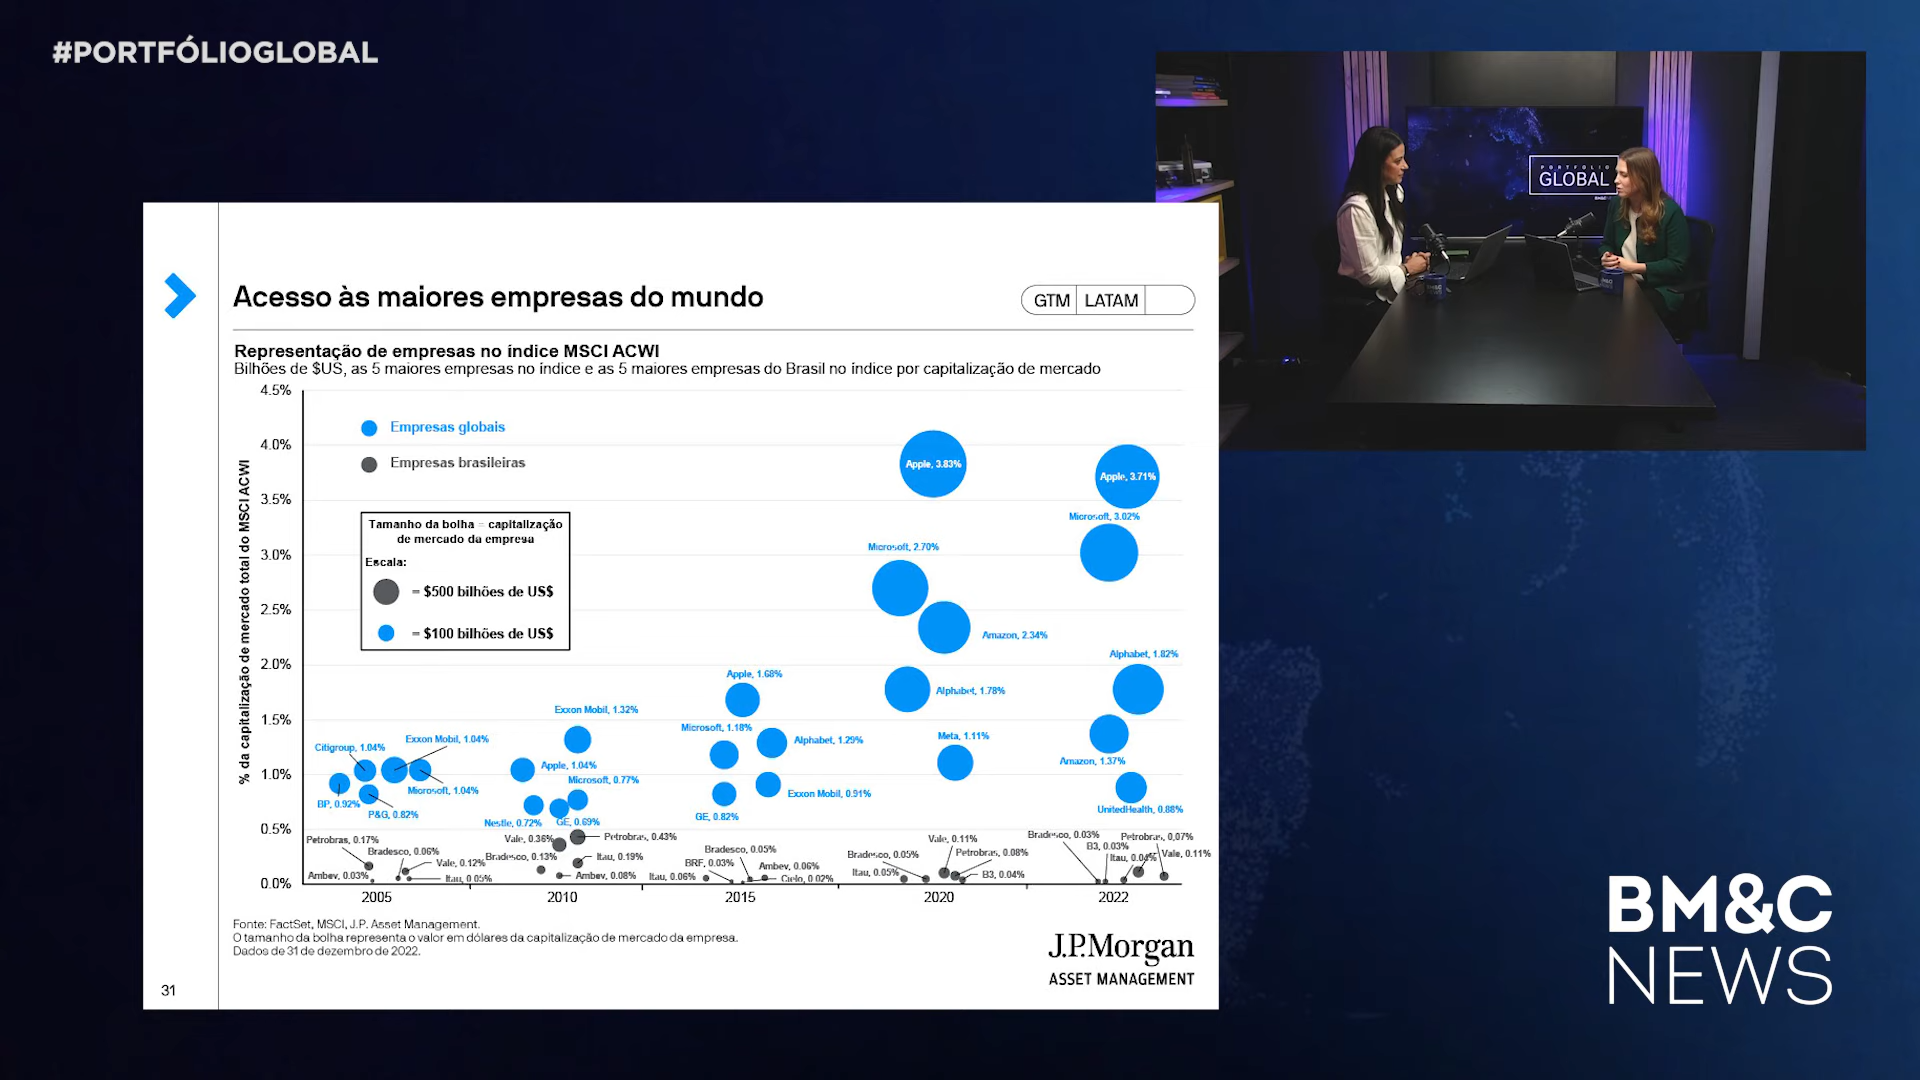 #PORTFÓLIOGLOBAL
PORTFOLIO
GLOBAL
Acesso às maiores empresas do mundo
GTM LATAM
Representação de empresas no índice MSCI ACWI
Bilhões de $US, as 5 maiores empresas no índice e as 5 maiores empresas do Brasil no índice por capitalização de mercado
% da capitalização de mercado total do MSCI ACWI
4.5%
4.0%
3.5%
3.0%
2.5%
2.0%
1.5%
1.0%
0.5%
0.0%
Empresas globais
Empresas brasileiras
Tamanho da bolha = capitalização
de mercado da empresa
Escala:
= $500 bilhões de US$
= $100 bilhões de US$
Citigroup, 1.04%
Exxon Mobil, 1.04%
Microsoft, 1.04%
BP, 0.92%
P&G, 0.82%
Petrobras, 0.17%
Bradesco, 0.06%
Vale, 0.12%
Ambev, 0.03%
Itau, 0.05%
Exxon Mobil, 1.32%
Apple, 1.04%
Microsoft, 0.77%
Nestle, 0.72%
GE, 0.69%
Vale, 0.36%
Petrobras, 0.43%
Bradesco, 0.13%
Itau, 0.19%
Ambev, 0.08%
Apple, 1.68%
Microsoft, 1.18%
Alphabet, 1.29%
Exxon Mobil, 0.91%
GE, 0.82%
Bradesco, 0.05%
BRF, 0.03%
Ambev, 0.06%
Itau, 0.06%
Cielo, 0.02%
Apple, 3.83%
Microsoft, 2.70%
Amazon, 2.34%
Alphabet, 1.78%
Meta, 1.11%
Vale, 0.11%
Bradesco, 0.05%
Petrobras, 0.08%
Itau, 0.05%
B3, 0.04%
Apple, 3.71%
Microsoft, 3.02%
Alphabet, 1.82%
Amazon, 1.37%
UnitedHealth, 0.88%
Bradesco, 0.03%
Petrobras, 0,07%
B3, 0.03%
Itau, 0.04%
Vale, 0.11%
2005
2010
2015
2020
2022
Fonte: FactSet, MSCI, J.P. Asset Management.
O tamanho da bolha representa o valor em dólares da capitalização de mercado da empresa.
Dados de 31 de dezembro de 2022.
J.P.Morgan
ASSET MANAGEMENT
31
BM&C
NEWS